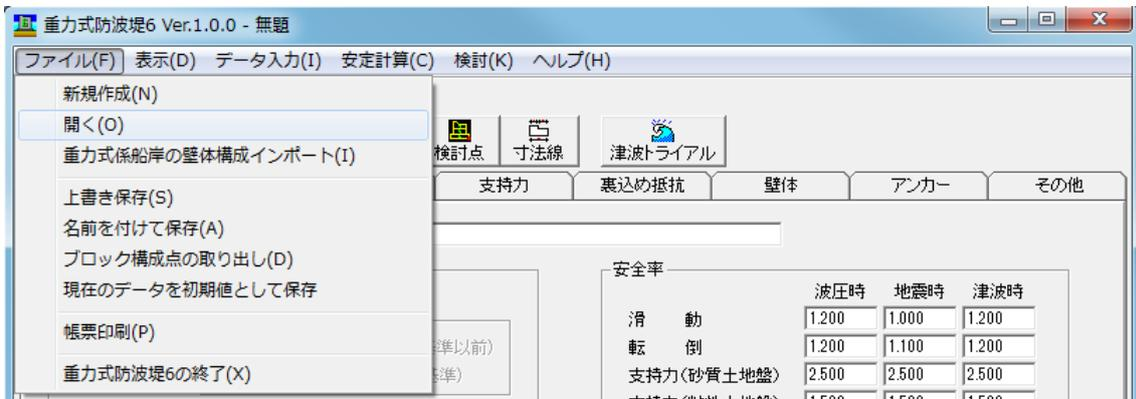 重力式防波堤6 Ver.1.0.0 - 無題
ファイル(F) 表示(D) データ入力(I) 安定計算(C) 検討(K) ヘルプ(H)
新規作成(N)
開く(O)
重力式係船岸の壁体構成インポート(I)
上書き保存(S)
名前を付けて保存(A)
ブロック構成点の取り出し(D)
現在のデータを初期値として保存
帳票印刷(P)
重力式防波堤6の終了(X)
検討点 寸法線 津波トライアル
支持力 裏込め抵抗 壁体 アンカー その他
準以前)
準)
安全率
波圧時 地震時 津波時
滑 動 1.200 1.000 1.200
転 倒 1.200 1.100 1.200
支持力(砂質土地盤) 2.500 2.500 2.500